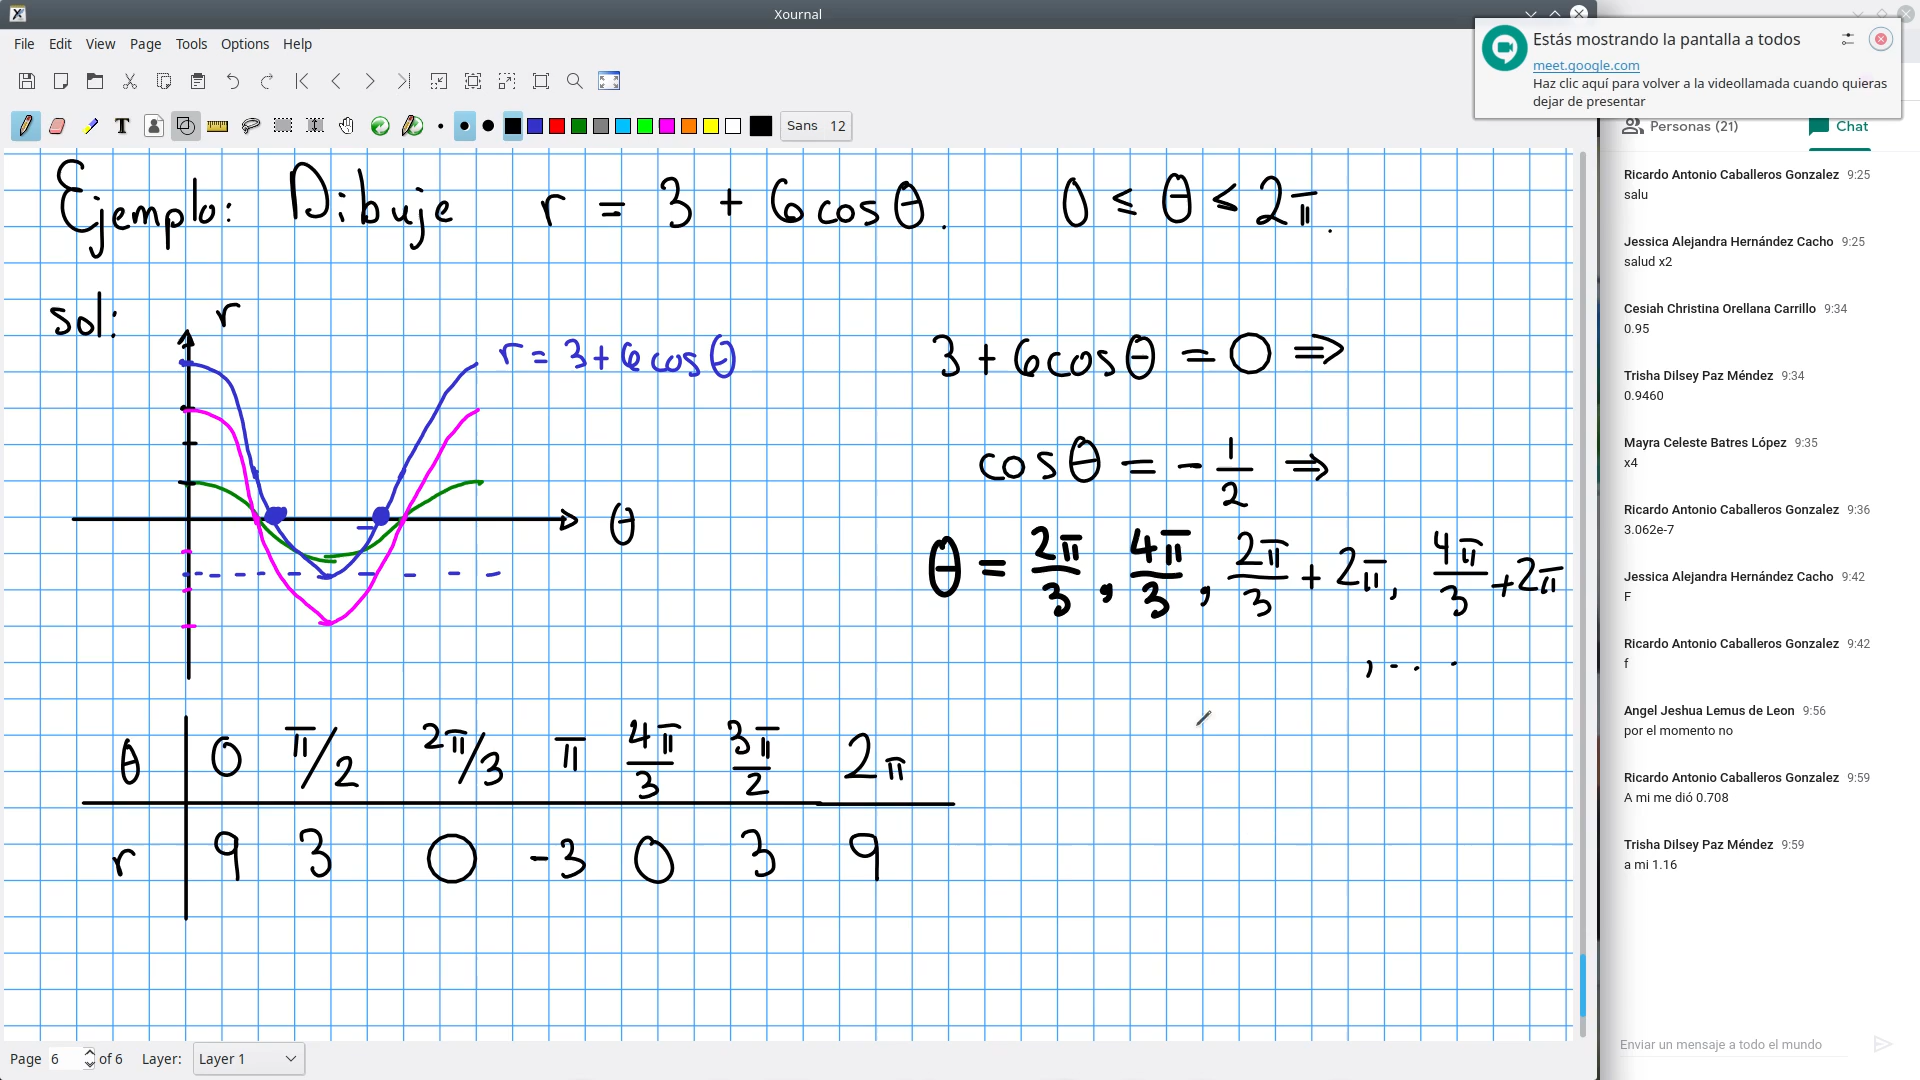 Xournal
File Edit View Page Tools Options Help
Sans 12
Ejemplo: Dibuje r = 3 + 6 cos θ. 0 ≤ θ ≤ 2π.
sol:
r
r = 3 + 6 cos θ
θ
3 + 6 cos θ = 0 ⇒
cos θ = - 1/2 ⇒
θ = 2π/3, 4π/3, 2π/3 + 2π, 4π/3 + 2π
, ...
θ 0 π/2 2π/3 π 4π/3 3π/2 2π
r 9 3 0 -3 0 3 9
Page 6 of 6 Layer: Layer 1
Estás mostrando la pantalla a todos
meet.google.com
Haz clic aquí para volver a la videollamada cuando quieras
dejar de presentar
Personas (21) Chat
Ricardo Antonio Caballeros Gonzalez 9:25
salu
Jessica Alejandra Hernández Cacho 9:25
salud x2
Cesiah Christina Orellana Carrillo 9:34
0.95
Trisha Dilsey Paz Méndez 9:34
0.9460
Mayra Celeste Batres López 9:35
x4
Ricardo Antonio Caballeros Gonzalez 9:36
3.062e-7
Jessica Alejandra Hernández Cacho 9:42
F
Ricardo Antonio Caballeros Gonzalez 9:42
f
Angel Jeshua Lemus de Leon 9:56
por el momento no
Ricardo Antonio Caballeros Gonzalez 9:59
A mi me dió 0.708
Trisha Dilsey Paz Méndez 9:59
a mi 1.16
Enviar un mensaje a todo el mundo